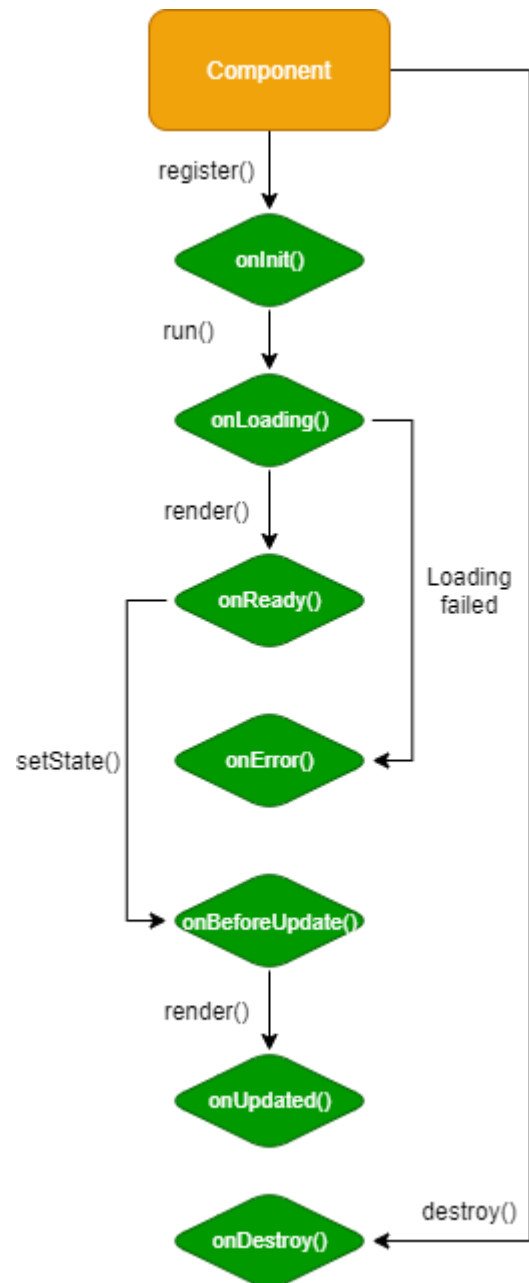 Component
register()
onInit()
run()
onLoading()
render()
Loading
failed
onReady()
setState()
onError()
onBeforeUpdate()
render()
onUpdated()
destroy()
onDestroy()